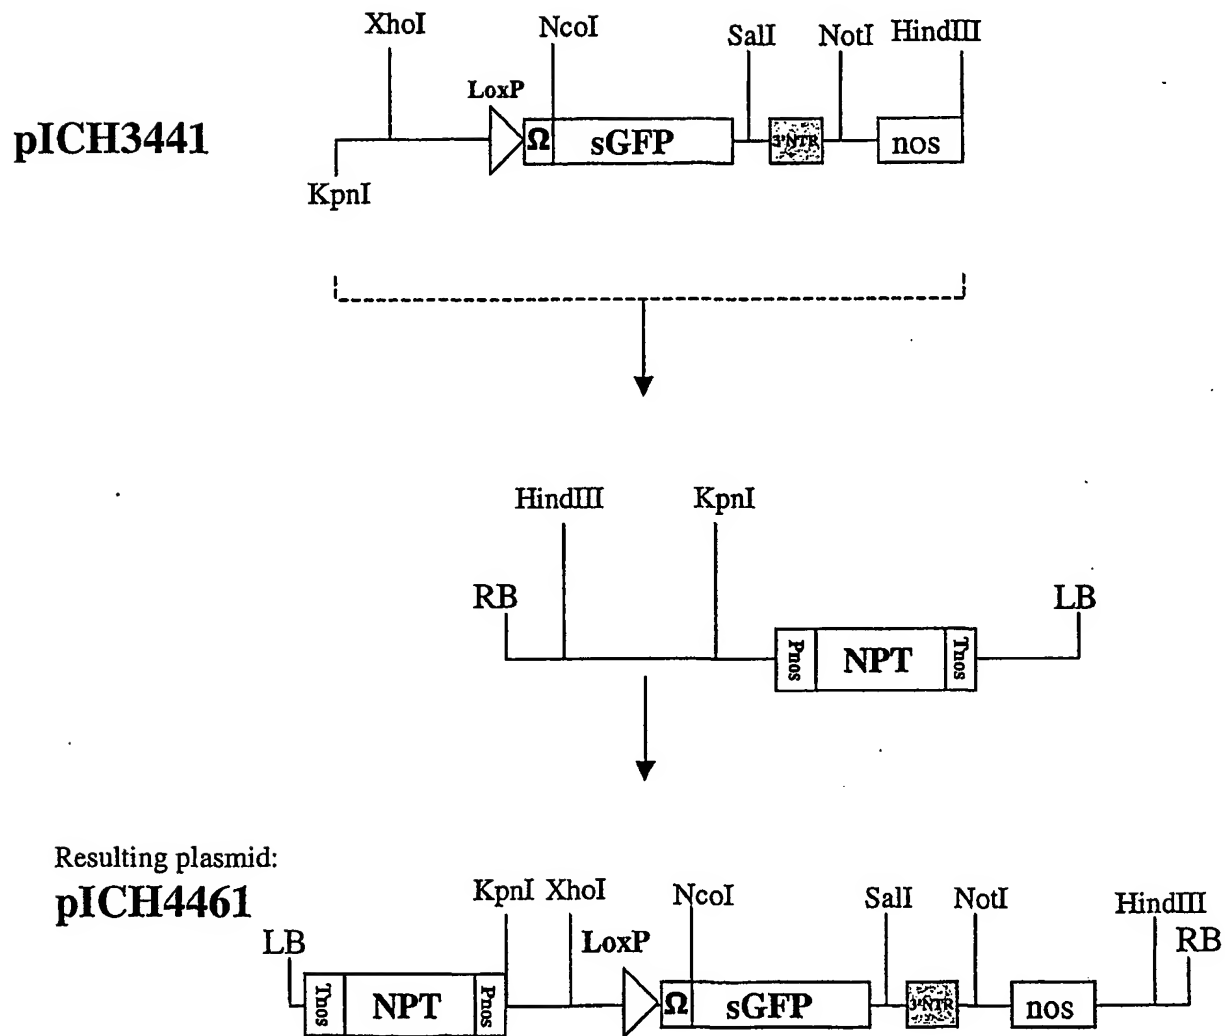 XhoI NcoI SalI NotI HindIII
LoxP
pICH3441
Ω sGFP 3'NTR nos
KpnI
HindIII KpnI
RB LB
Pnos NPT Tnos
Resulting plasmid:
pICH4461
KpnI XhoI NcoI SalI NotI HindIII
LB LoxP RB
Tnos NPT Pnos Ω sGFP 3'NTR nos